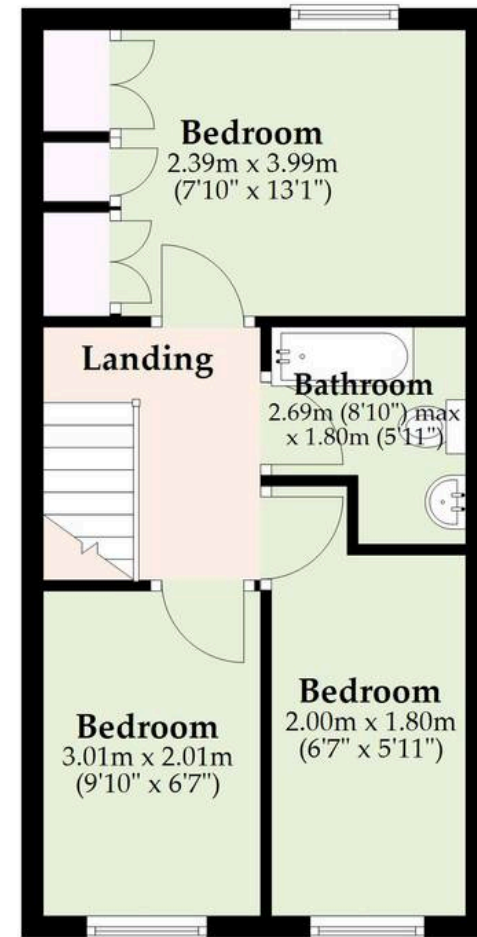 Bedroom
2.39m x 3.99m
(7'10" x 13'1")
Landing
Bathroom
2.69m (8'10") max
x 1.80m (5'11")
Bedroom
3.01m x 2.01m
(9'10" x 6'7")
Bedroom
2.00m x 1.80m
(6'7" x 5'11")